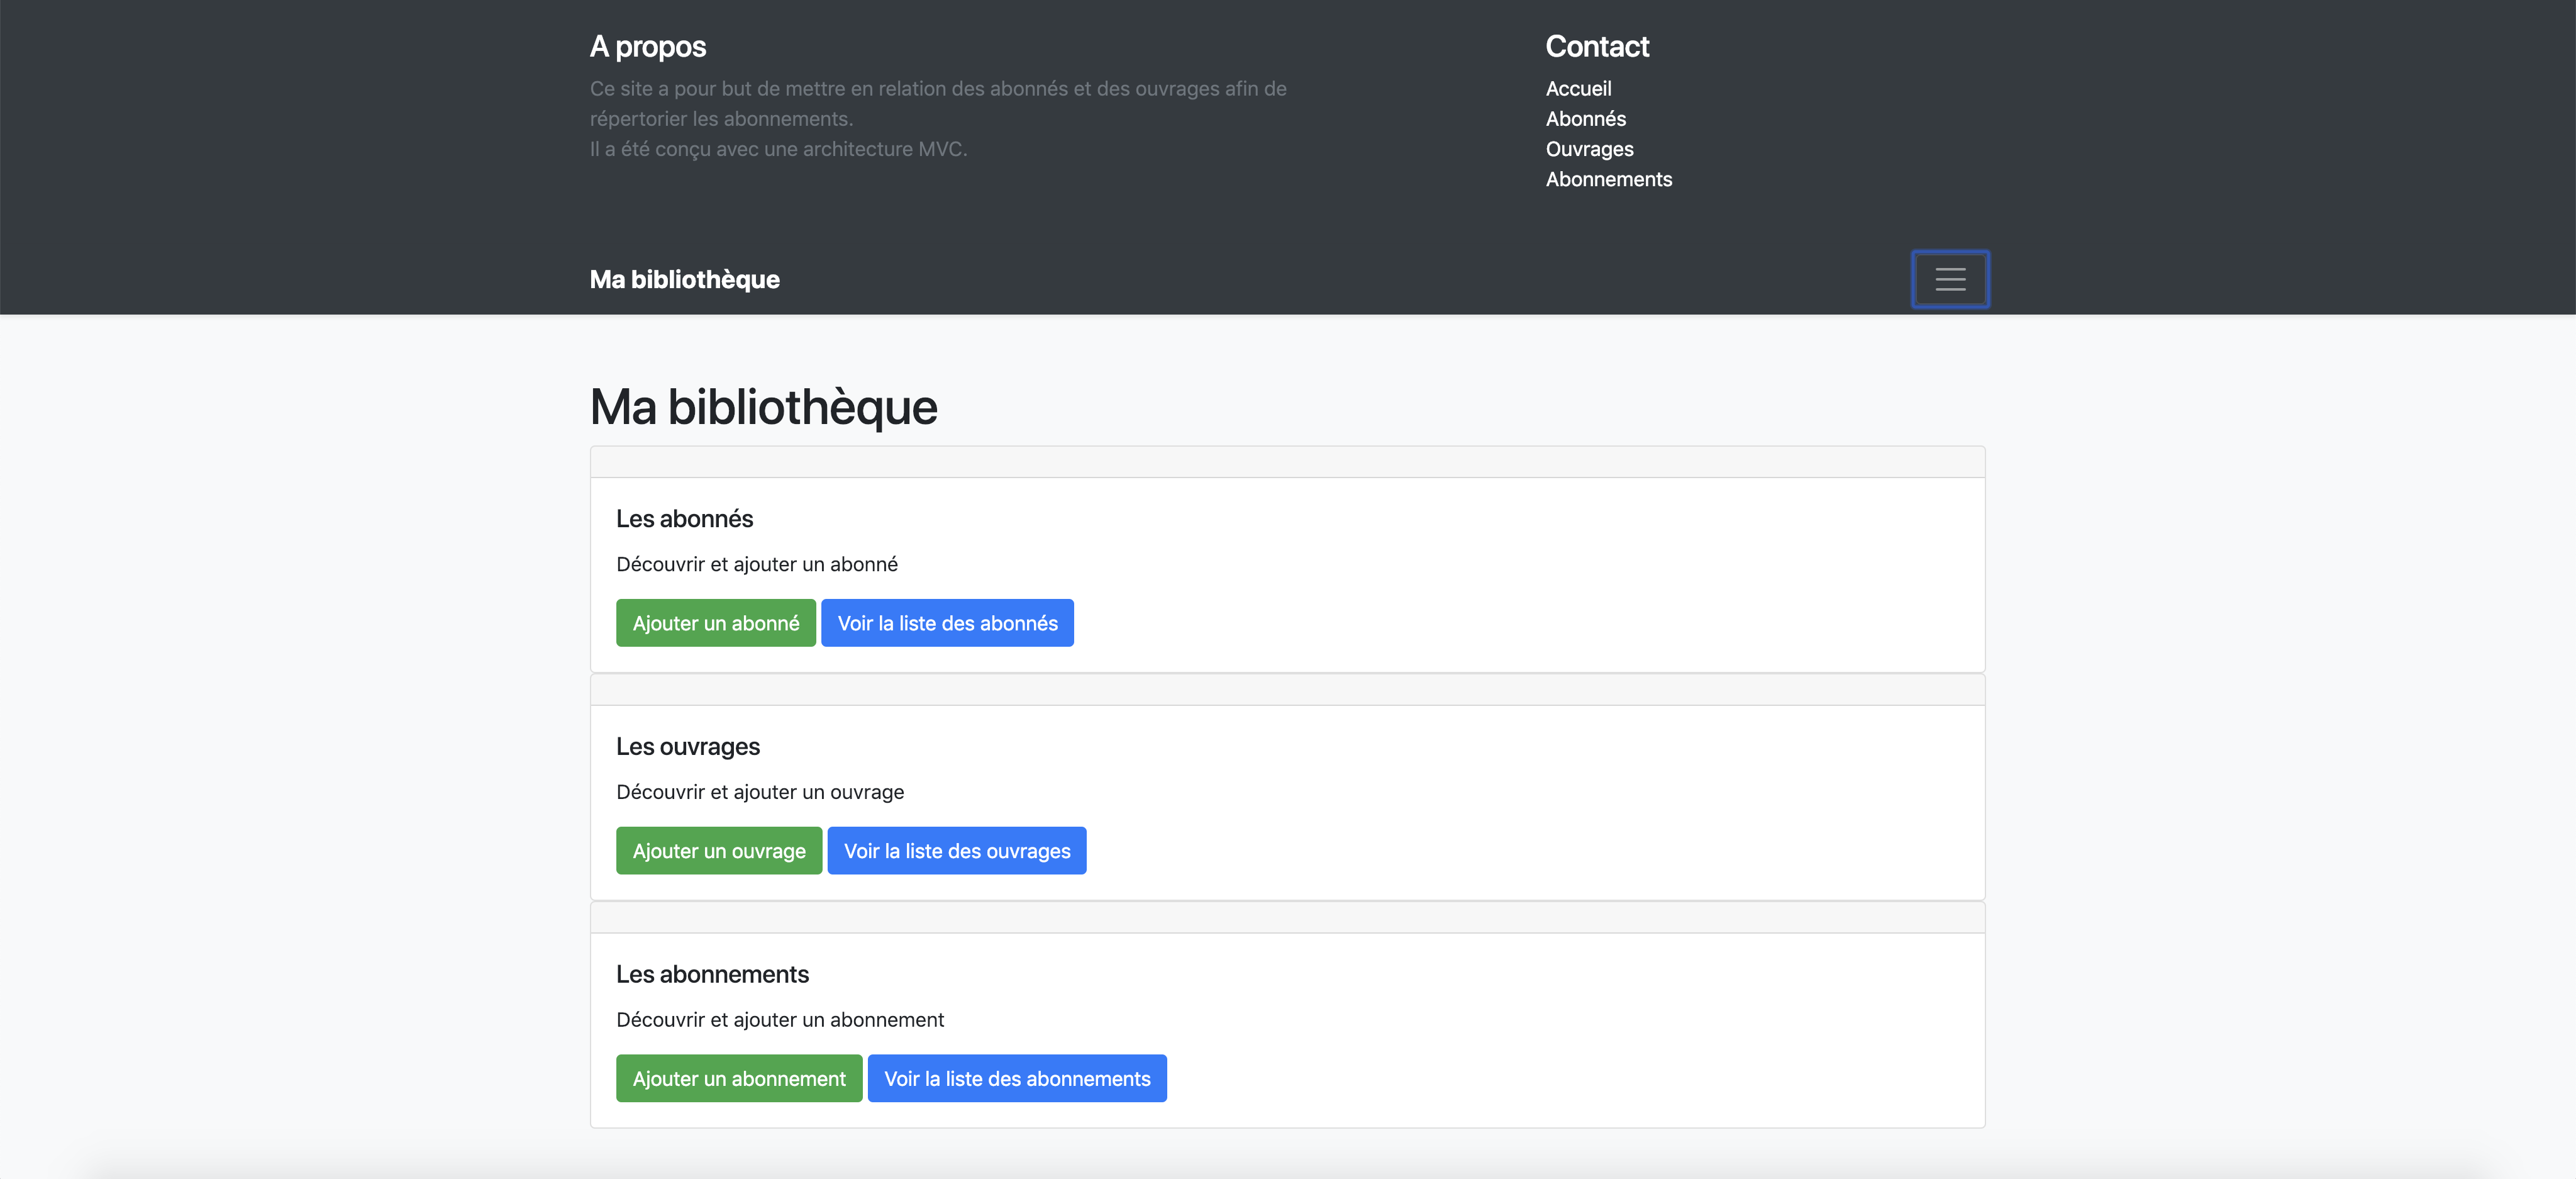 A propos
Ce site a pour but de mettre en relation des abonnés et des ouvrages afin de
répertorier les abonnements.
Il a été conçu avec une architecture MVC.
Contact
Accueil
Abonnés
Ouvrages
Abonnements
Ma bibliothèque
Ma bibliothèque
Les abonnés
Découvrir et ajouter un abonné
Ajouter un abonné
Voir la liste des abonnés
Les ouvrages
Découvrir et ajouter un ouvrage
Ajouter un ouvrage
Voir la liste des ouvrages
Les abonnements
Découvrir et ajouter un abonnement
Ajouter un abonnement
Voir la liste des abonnements